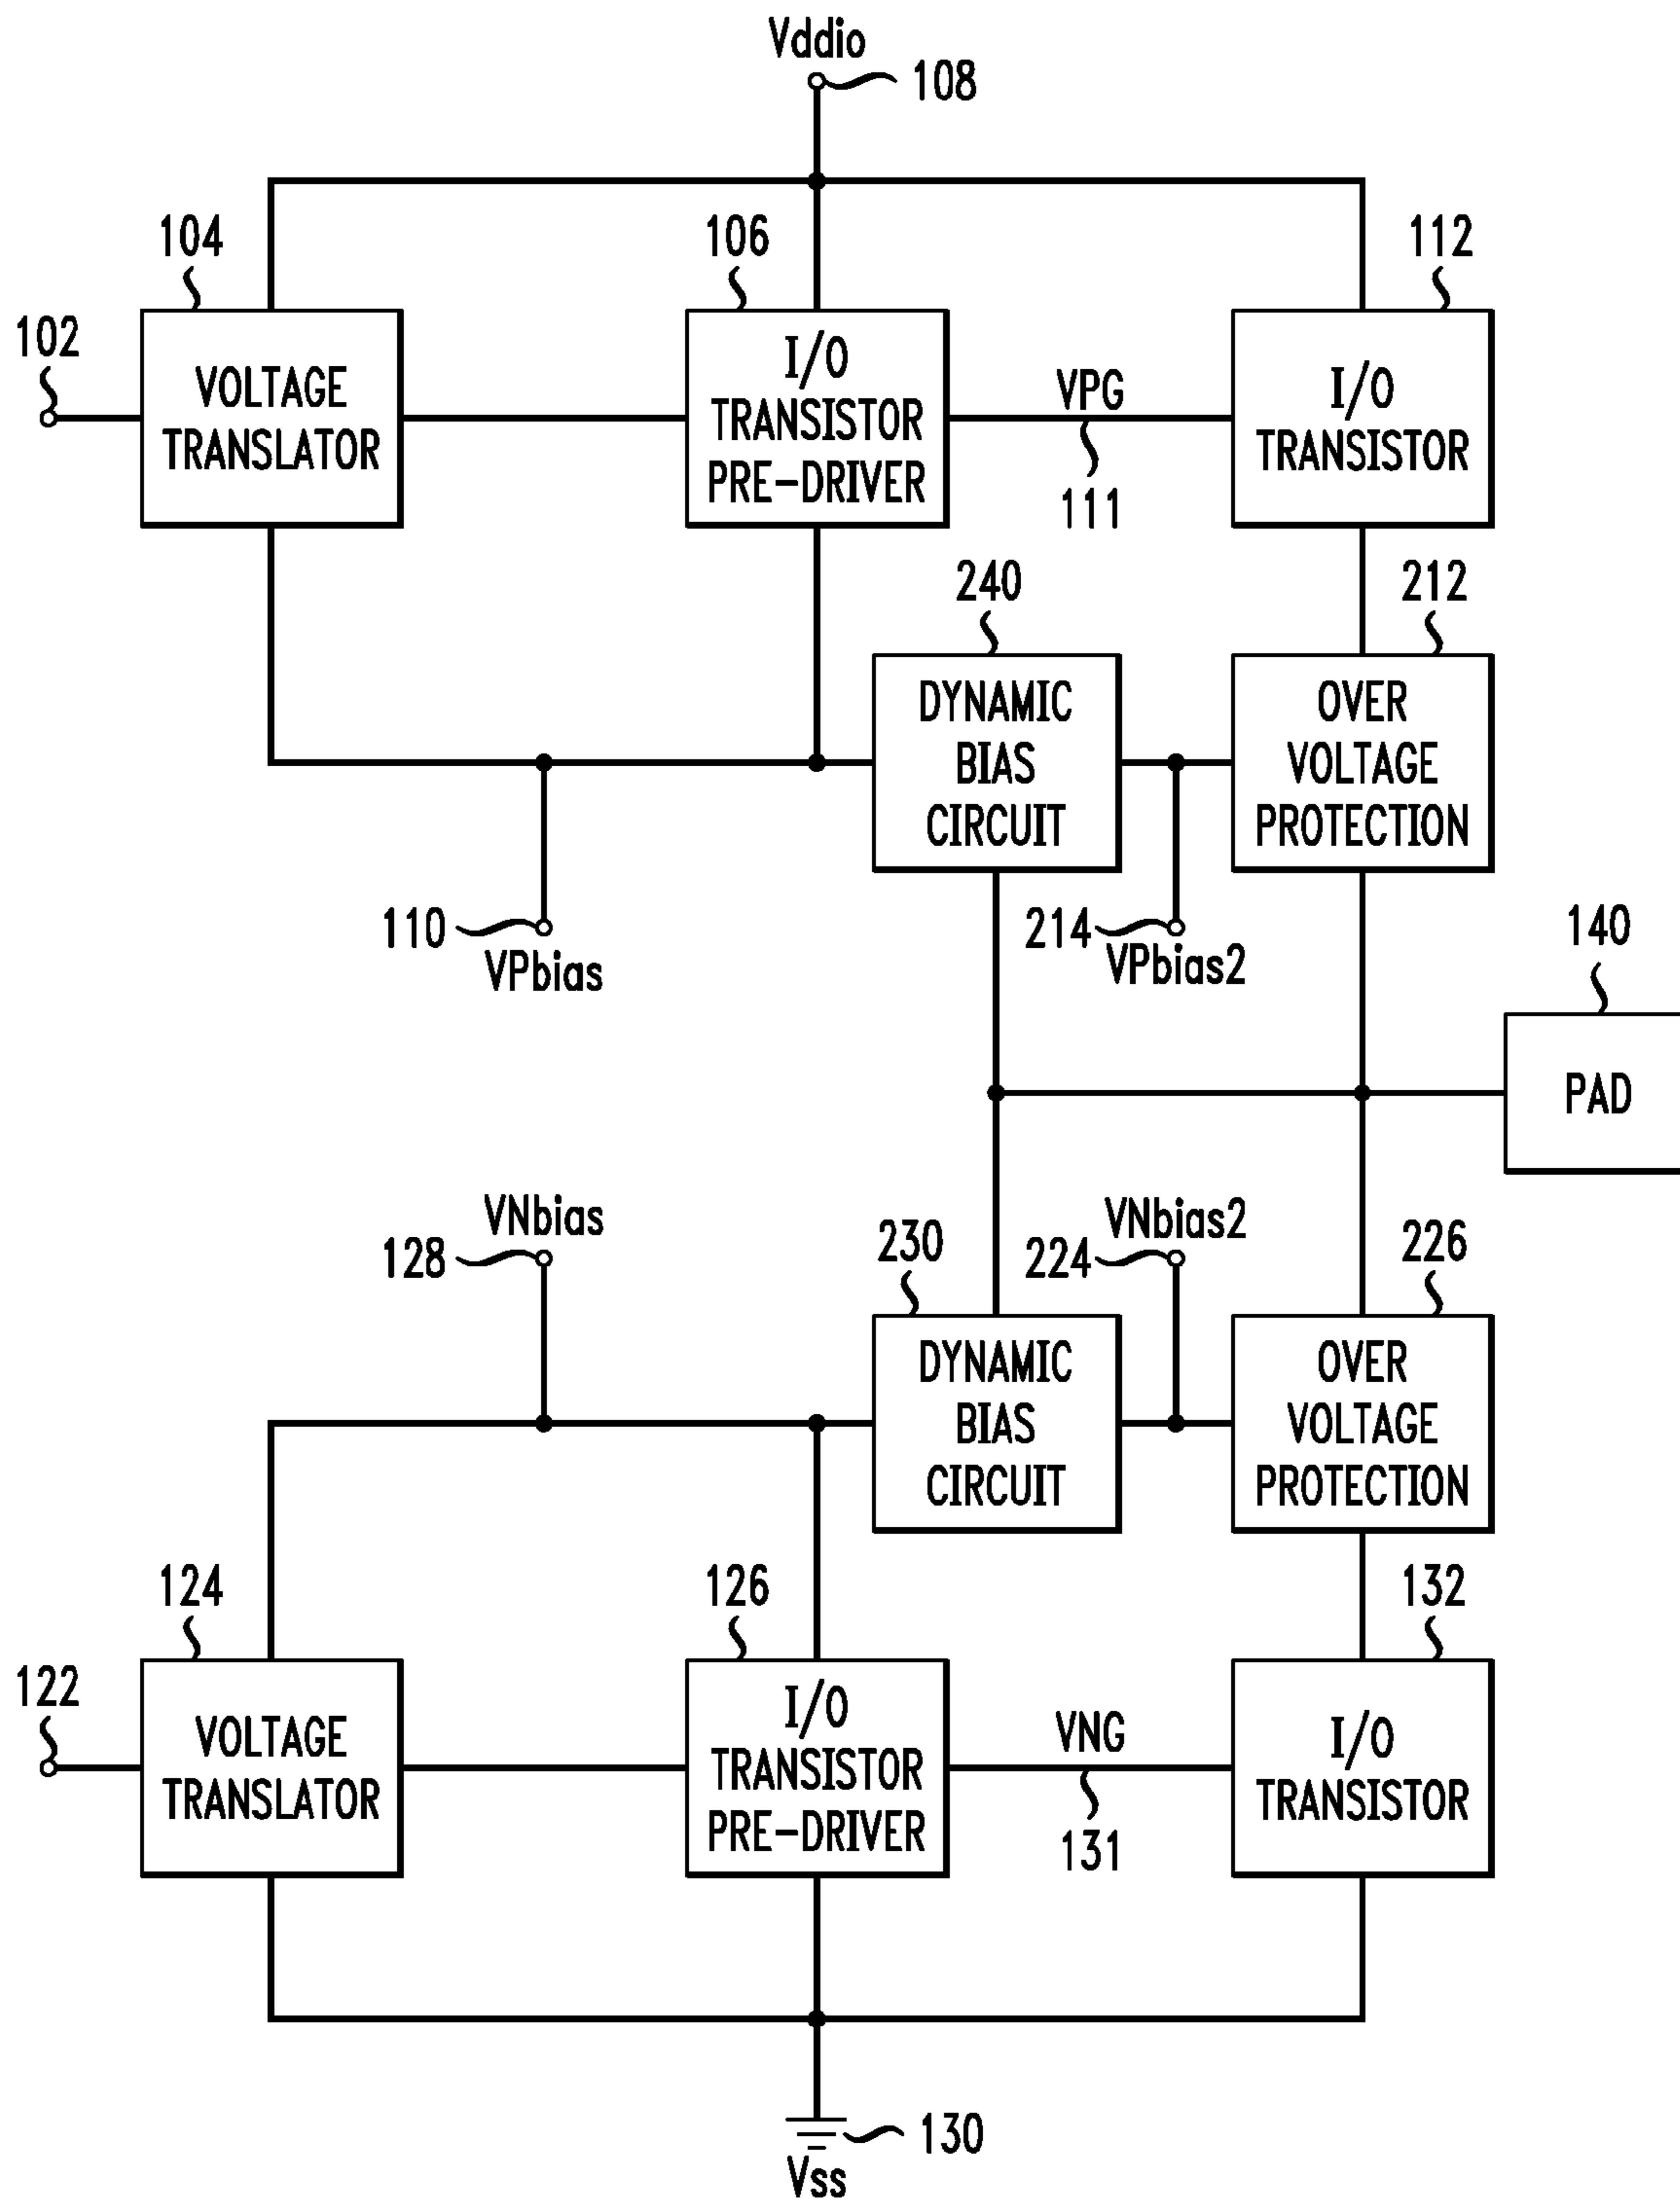 Vddio
108
104
106
112
102
VOLTAGE
TRANSLATOR
I/O
TRANSISTOR
PRE-DRIVER
VPG
111
I/O
TRANSISTOR
240
212
DYNAMIC
BIAS
CIRCUIT
OVER
VOLTAGE
PROTECTION
110
VPbias
214
VPbias2
140
PAD
VNbias
128
230
VNbias2
224
226
DYNAMIC
BIAS
CIRCUIT
OVER
VOLTAGE
PROTECTION
124
126
132
122
VOLTAGE
TRANSLATOR
I/O
TRANSISTOR
PRE-DRIVER
VNG
131
I/O
TRANSISTOR
130
Vss